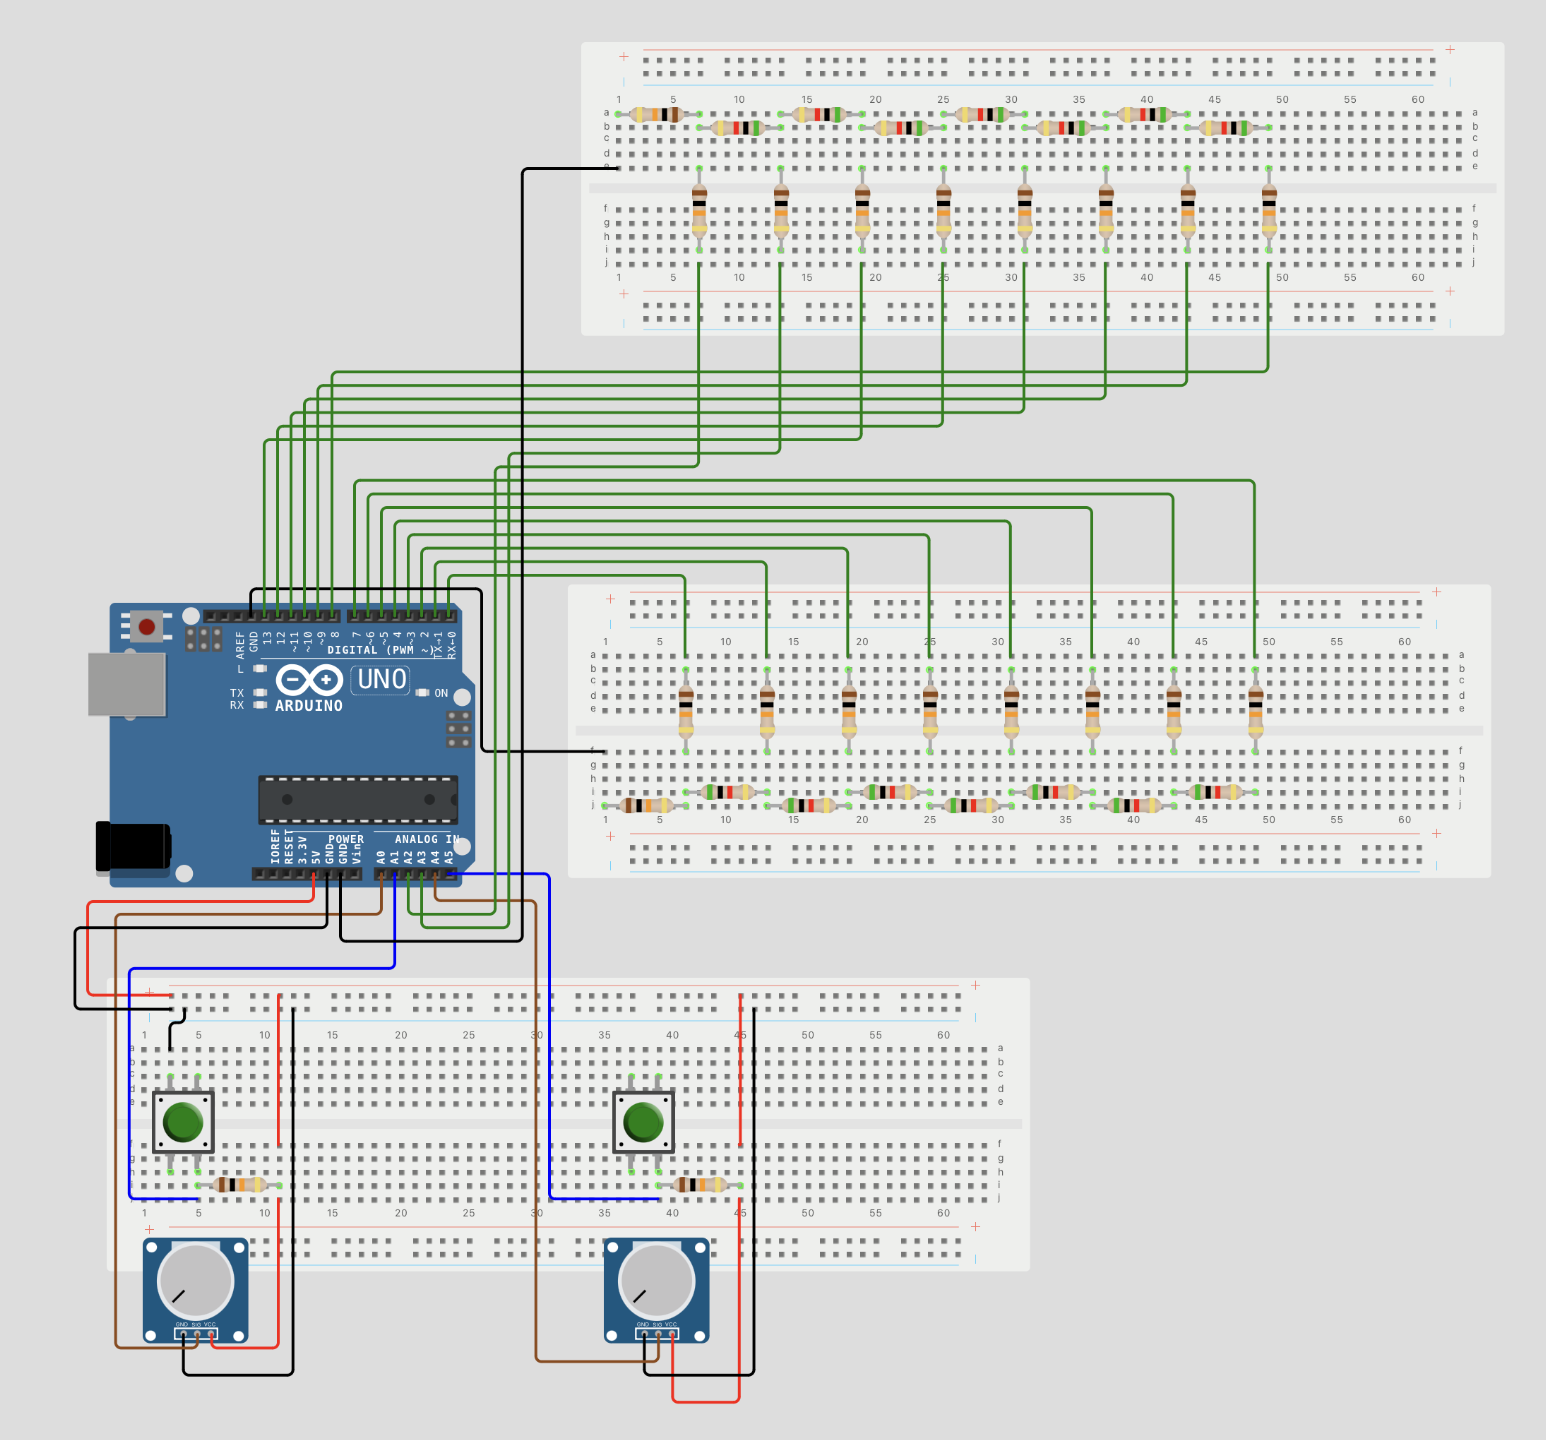 1 5 10 15 20 25 30 35 40 45 50 55 60
a a
b b
c c
d d
e e
f f
g g
h h
i i
j j
1 5 10 15 20 25 30 35 40 45 50 55 60
AREF GND 13 12 ~11 ~10 ~9 8 7 ~6 ~5 4 ~3 2 TX→1 RX←0
DIGITAL (PWM ~)
L
TX
RX
UNO
ON
ARDUINO
1 5 10 15 20 25 30 35 40 45 50 55 60
a a
b b
c c
d d
e e
f f
g g
h h
i i
j j
1 5 10 15 20 25 30 35 40 45 50 55 60
POWER ANALOG IN
IOREF RESET 3.3V 5V GND GND Vin A0 A1 A2 A3 A4 A5
1 5 10 15 20 25 30 35 40 45 50 55 60
a a
b b
c c
d d
e e
f f
g g
h h
i i
j j
1 5 10 15 20 25 30 35 40 45 50 55 60
GND SIG VCC
GND SIG VCC